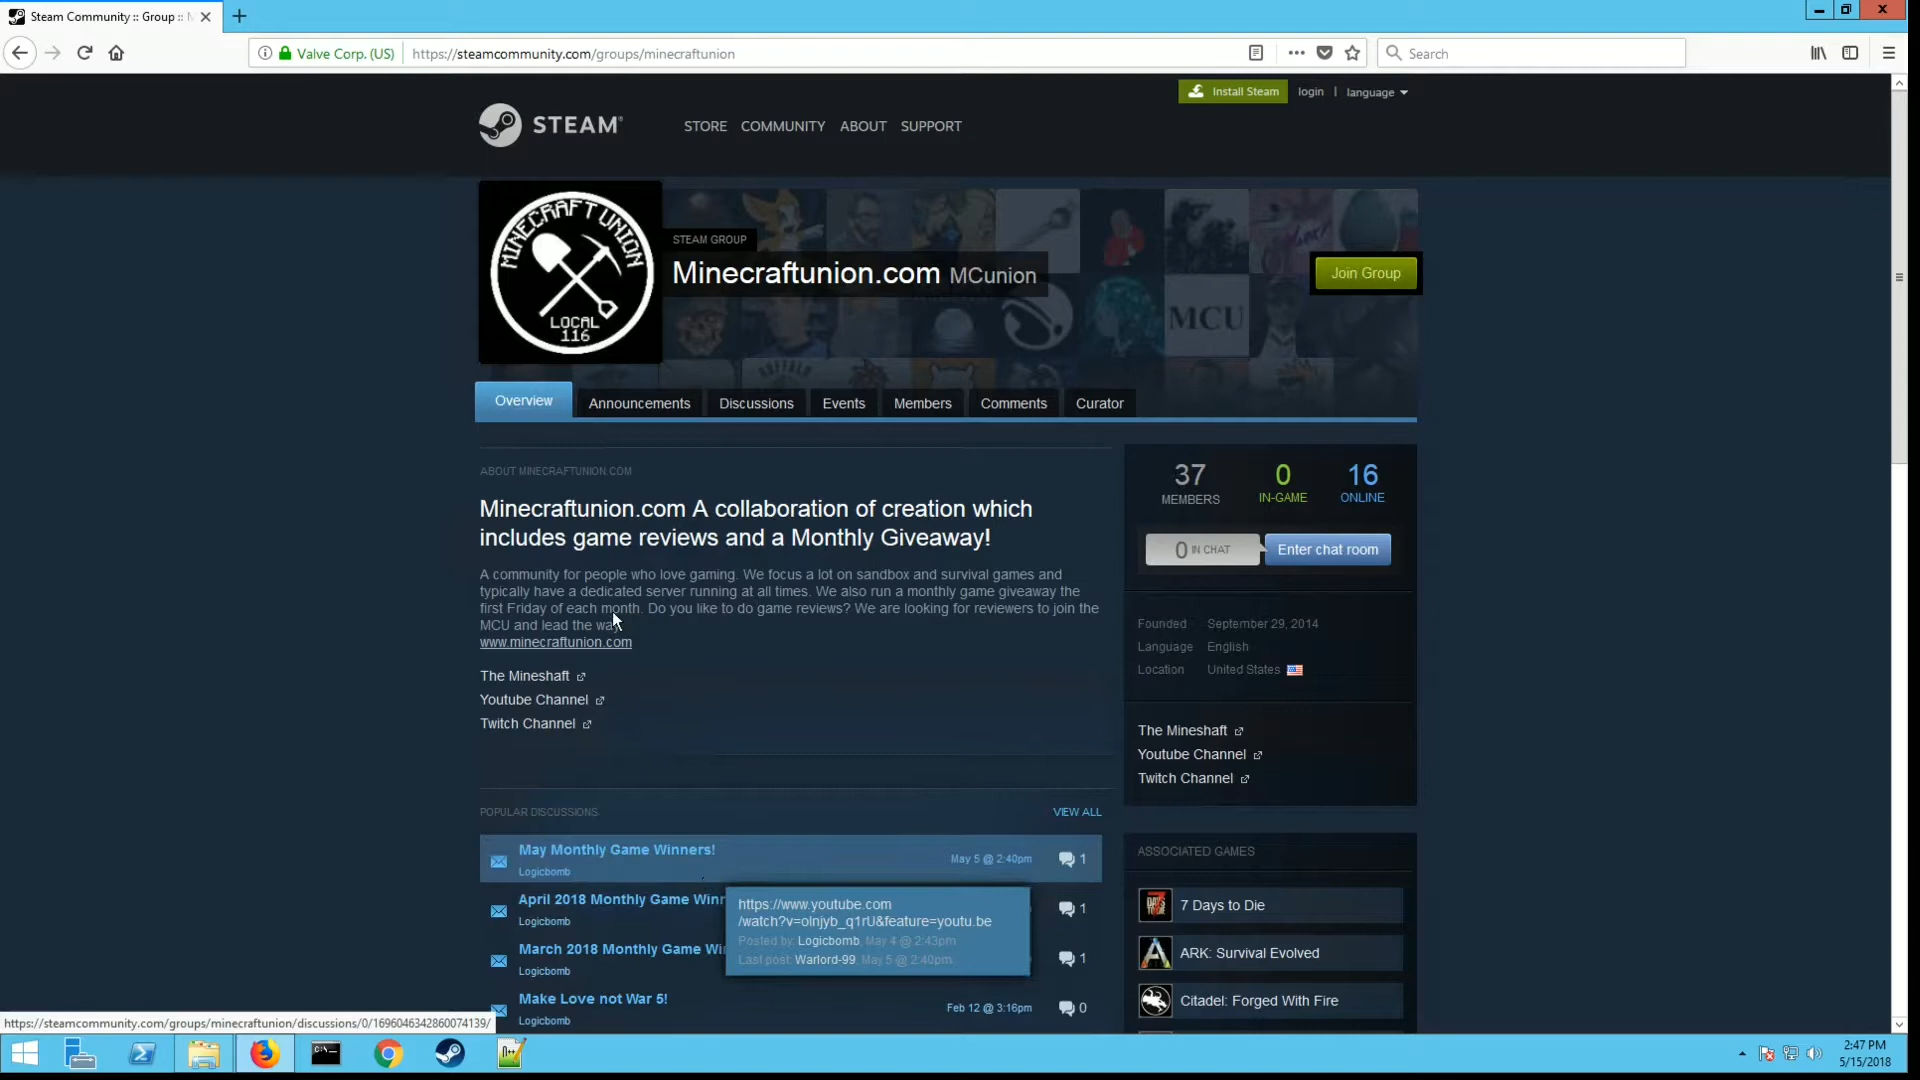 Steam Community :: Group ::
Valve Corp. (US)
https://steamcommunity.com/groups/minecraftunion
Search
Install Steam
login
|
language
STEAM®
STORE
COMMUNITY
ABOUT
SUPPORT
MINECRAFT UNION
LOCAL
116
STEAM GROUP
Minecraftunion.com MCunion
Join Group
MCU
Overview
Announcements
Discussions
Events
Members
Comments
Curator
ABOUT MINECRAFTUNION.COM
Minecraftunion.com A collaboration of creation which
includes game reviews and a Monthly Giveaway!
A community for people who love gaming. We focus a lot on sandbox and survival games and
typically have a dedicated server running at all times. We also run a monthly game giveaway the
first Friday of each month. Do you like to do game reviews? We are looking for reviewers to join the
MCU and lead the way
www.minecraftunion.com
The Mineshaft
Youtube Channel
Twitch Channel
37
MEMBERS
0
IN-GAME
16
ONLINE
0 IN CHAT
Enter chat room
Founded September 29, 2014
Language English
Location United States
The Mineshaft
Youtube Channel
Twitch Channel
POPULAR DISCUSSIONS
VIEW ALL
May Monthly Game Winners!
Logicbomb
May 5 @ 2:40pm
1
April 2018 Monthly Game Winn
Logicbomb
1
March 2018 Monthly Game Wi
Logicbomb
1
https://www.youtube.com
/watch?v=olnjyb_q1rU&feature=youtu.be
Posted by: Logicbomb, May 4 @ 2:43pm
Last post: Warlord-99, May 5 @ 2:40pm
Make Love not War 5!
Logicbomb
Feb 12 @ 3:16pm
0
ASSOCIATED GAMES
7 Days to Die
ARK: Survival Evolved
Citadel: Forged With Fire
https://steamcommunity.com/groups/minecraftunion/discussions/0/1696046342860074139/
2:47 PM
5/15/2018